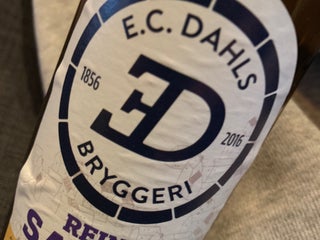 E.C. DAHLS
1856
2016
BRYGGERI